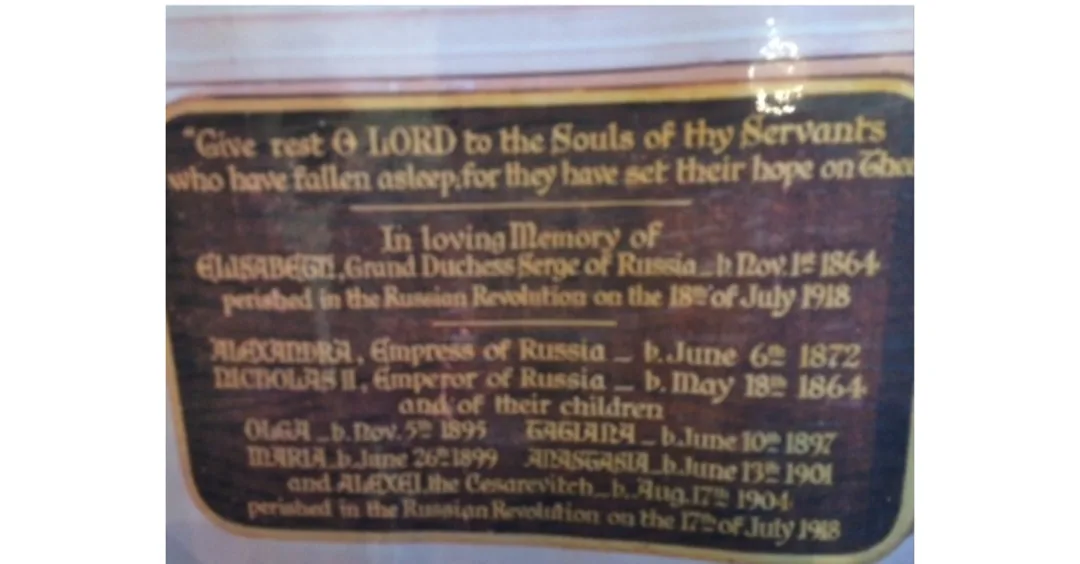 "Give rest O LORD to the Souls of thy Servants
who have fallen asleep, for they have set their hope on Thee
In loving Memory of
ELISABETH, Grand Duchess Serge of Russia _ b. Nov. 1st 1864
perished in the Russian Revolution on the 18th of July 1918
ALEXANDRA, Empress of Russia _ b. June 6th 1872
NICHOLAS II, Emperor of Russia _ b. May 18th 1864
and of their children
OLGA _ b. Nov. 5th 1895 TATIANA _ b. June 10th 1897
MARIA _ b. June 26th 1899 ANASTASIA _ b. June 13th 1901
and ALEXEI, the Cesarevitch _ b. Aug. 17th 1904
perished in the Russian Revolution on the 17th of July 1918